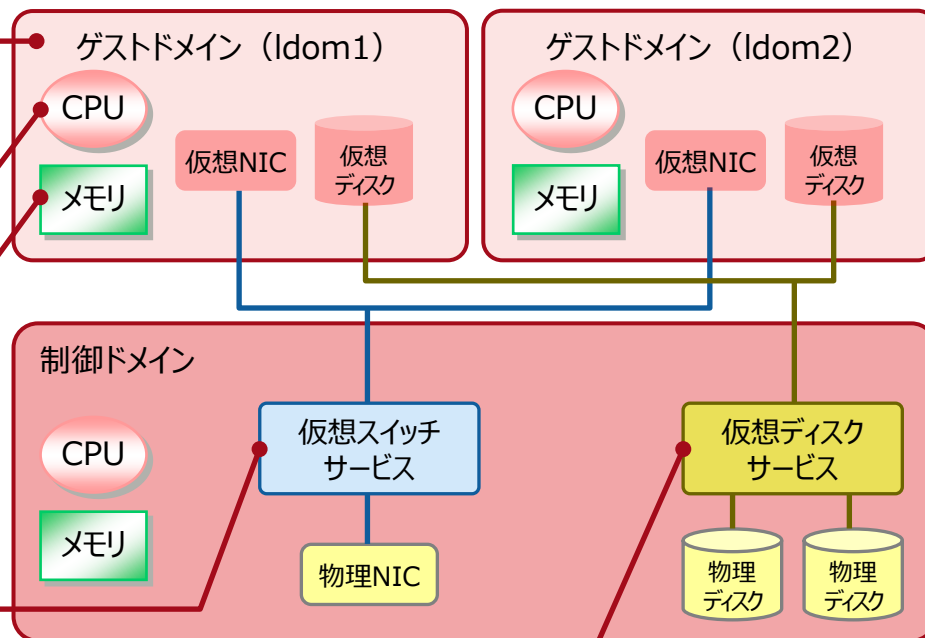 ゲストドメイン（ldom1）
CPU
メモリ
仮想NIC
仮想
ディスク
ゲストドメイン（ldom2）
CPU
メモリ
仮想NIC
仮想
ディスク
制御ドメイン
CPU
メモリ
仮想スイッチ
サービス
物理NIC
仮想ディスク
サービス
物理
ディスク
物理
ディスク